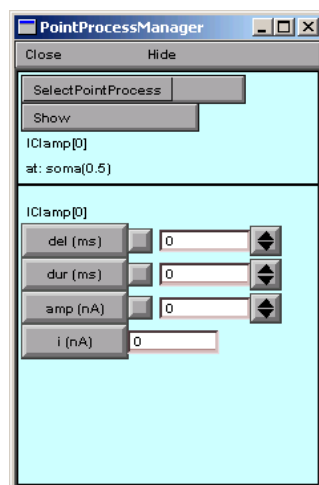 PointProcessManager
Close Hide
SelectPointProcess
Show
IClamp[0]
at: soma(0.5)
IClamp[0]
del (ms) 0
dur (ms) 0
amp (nA) 0
i (nA) 0